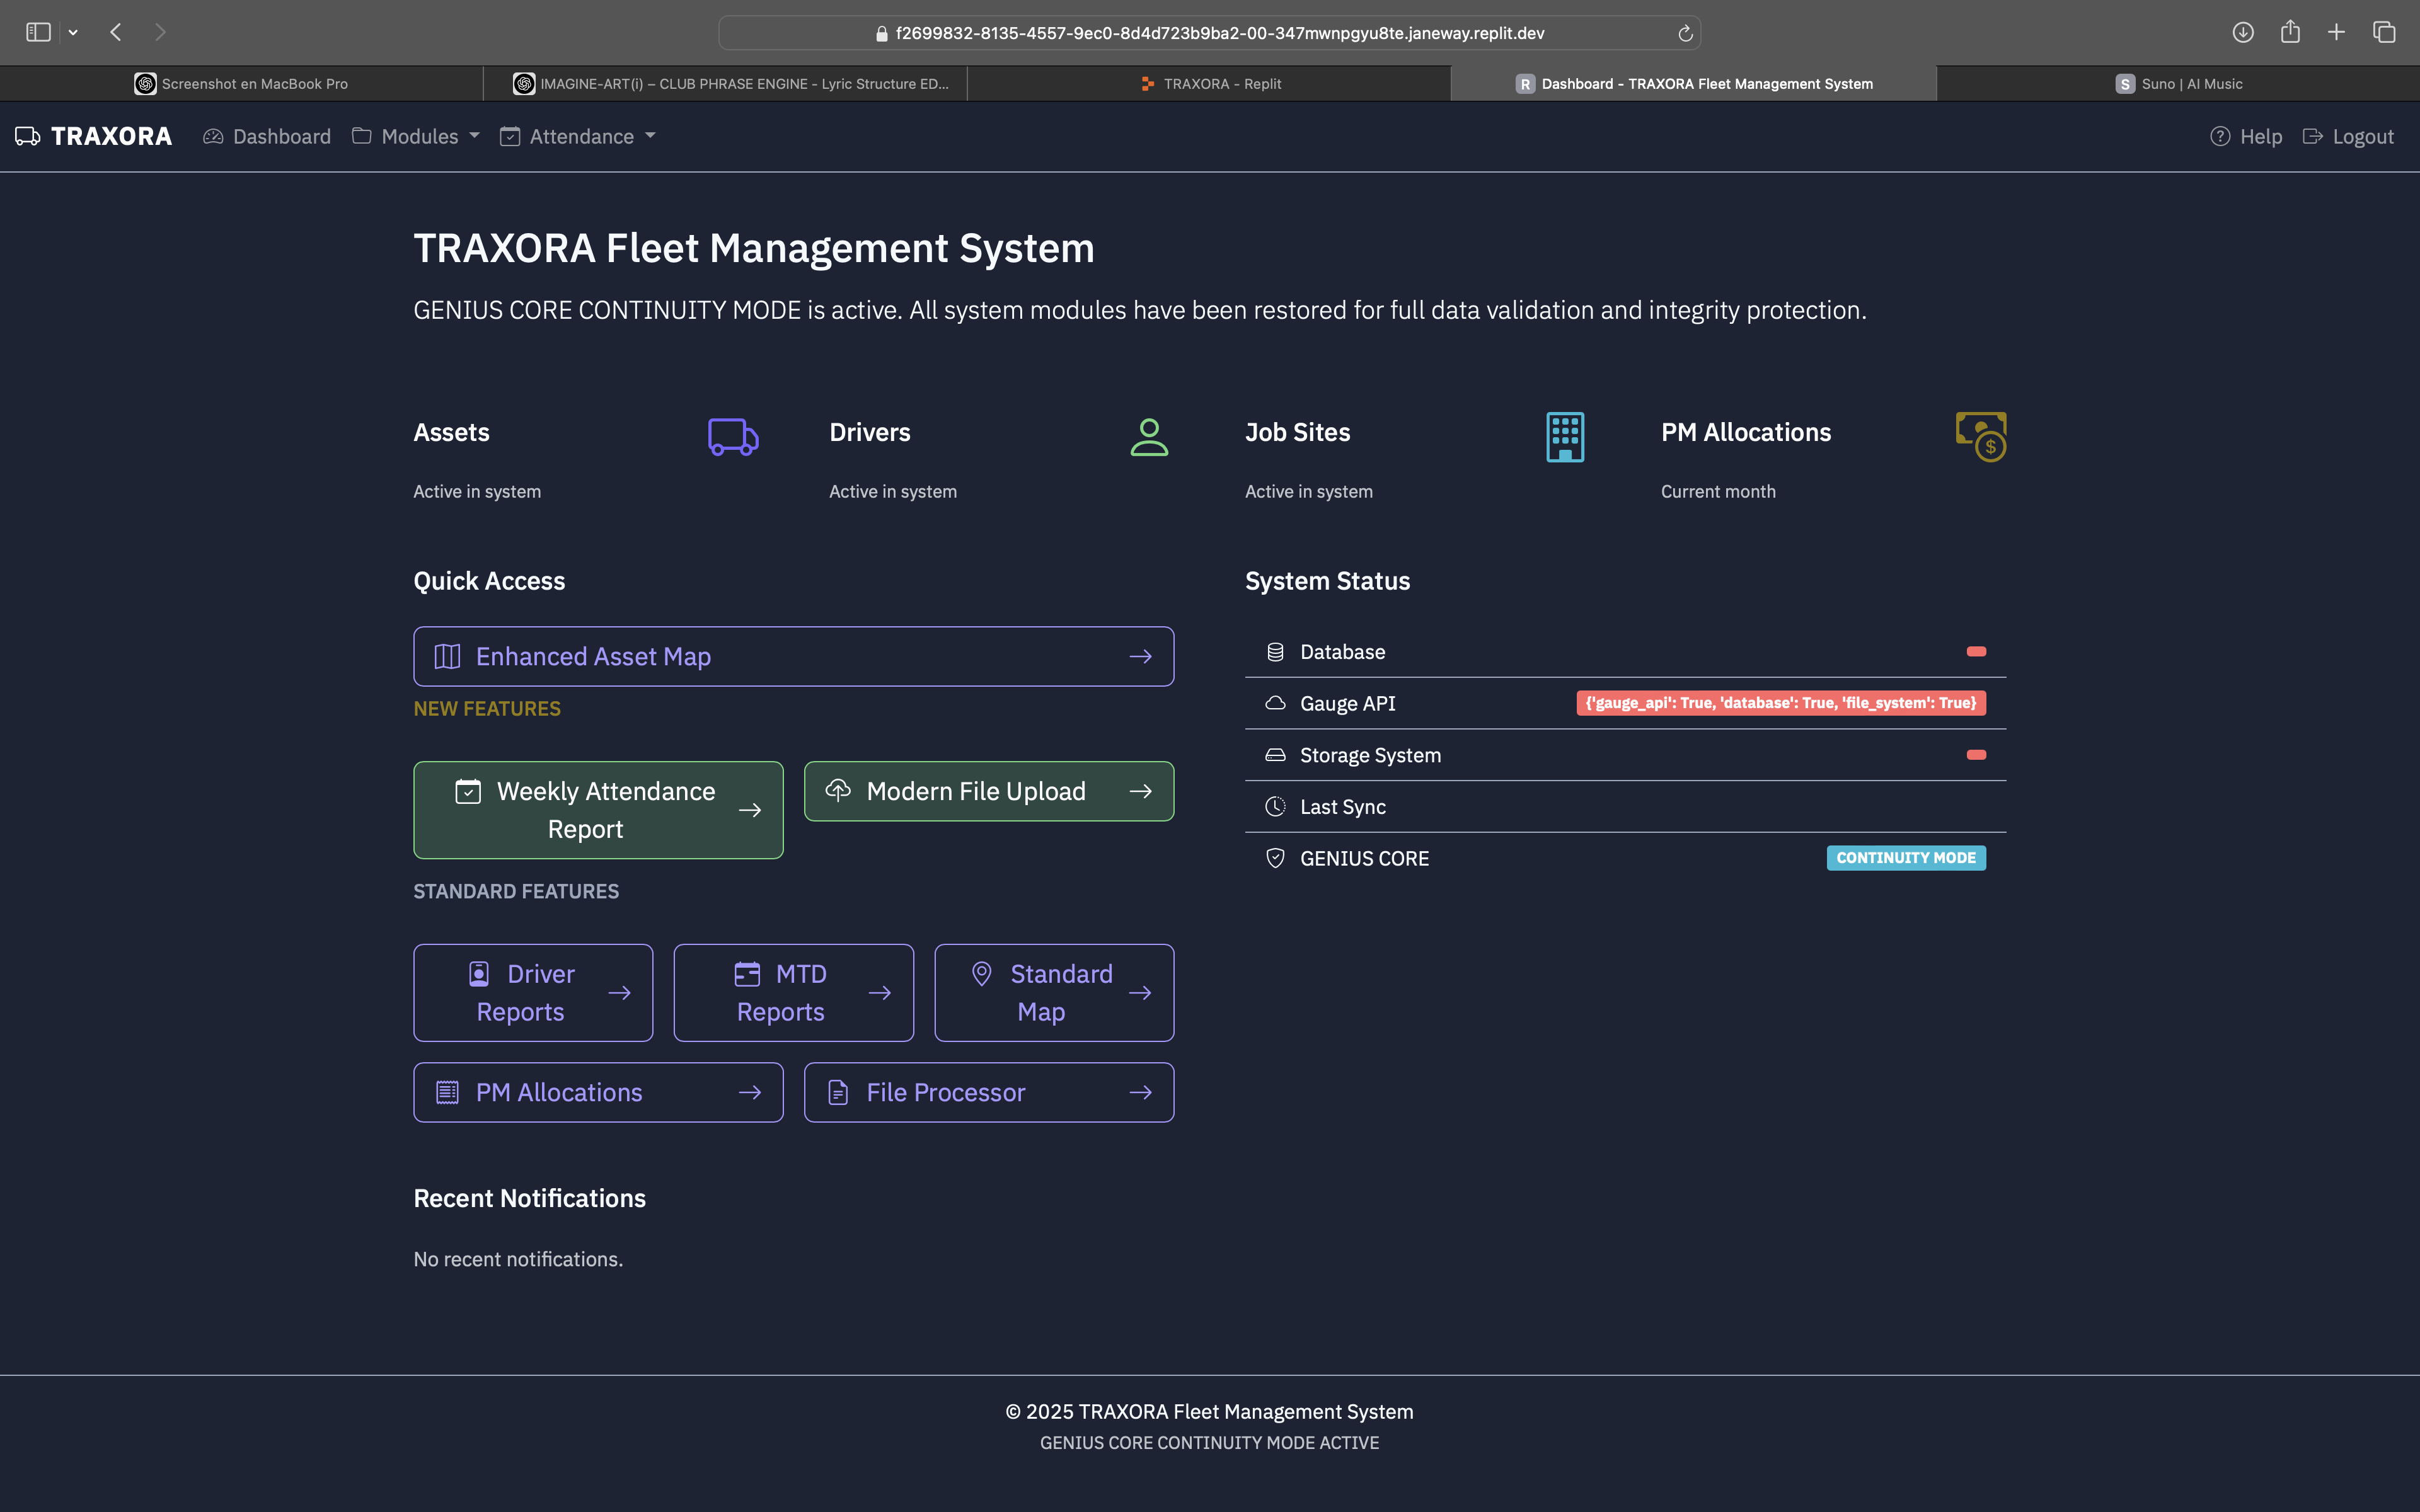 f2699832-8135-4557-9ec0-8d4d723b9ba2-00-347mwnpgyu8te.janeway.replit.dev
Screenshot en MacBook Pro
IMAGINE-ART(i) – CLUB PHRASE ENGINE - Lyric Structure ED...
TRAXORA - Replit
R Dashboard - TRAXORA Fleet Management System
S Suno | AI Music
TRAXORA
Dashboard
Modules
Attendance
Help
Logout
TRAXORA Fleet Management System
GENIUS CORE CONTINUITY MODE is active. All system modules have been restored for full data validation and integrity protection.
Assets
Active in system
Drivers
Active in system
Job Sites
Active in system
PM Allocations
Current month
Quick Access
Enhanced Asset Map
NEW FEATURES
Weekly Attendance
Report
Modern File Upload
STANDARD FEATURES
Driver
Reports
MTD
Reports
Standard
Map
PM Allocations
File Processor
System Status
Database
Gauge API
{'gauge_api': True, 'database': True, 'file_system': True}
Storage System
Last Sync
GENIUS CORE
CONTINUITY MODE
Recent Notifications
No recent notifications.
© 2025 TRAXORA Fleet Management System
GENIUS CORE CONTINUITY MODE ACTIVE